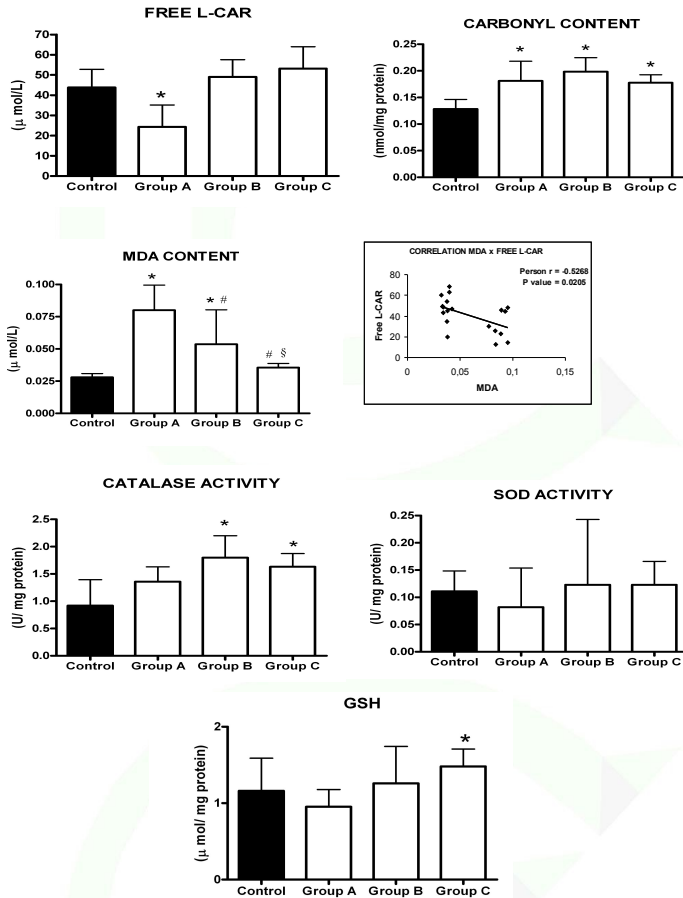 FREE L-CAR
(μ mol/L)
70
60
50
40
30
20
10
0
Control Group A Group B Group C
CARBONYL CONTENT
(nmol/mg protein)
0.25
0.20
0.15
0.10
0.05
0.00
* * * *
Control Group A Group B Group C
MDA CONTENT
(μ mol/L)
0.100
0.075
0.050
0.025
0.000
*
* #
# §
Control Group A Group B Group C
CORRELATION MDA x FREE L-CAR
Person r = -0.5268
P value = 0.0205
Free L-CAR
80
60
40
20
0
0 0,05 0,1 0,15
MDA
CATALASE ACTIVITY
(U/ mg protein)
2.5
2.0
1.5
1.0
0.5
0.0
* *
Control Group A Group B Group C
SOD ACTIVITY
(U/ mg protein)
0.25
0.20
0.15
0.10
0.05
0.00
Control Group A Group B Group C
GSH
(μ mol/ mg protein)
2
1
0
*
Control Group A Group B Group C